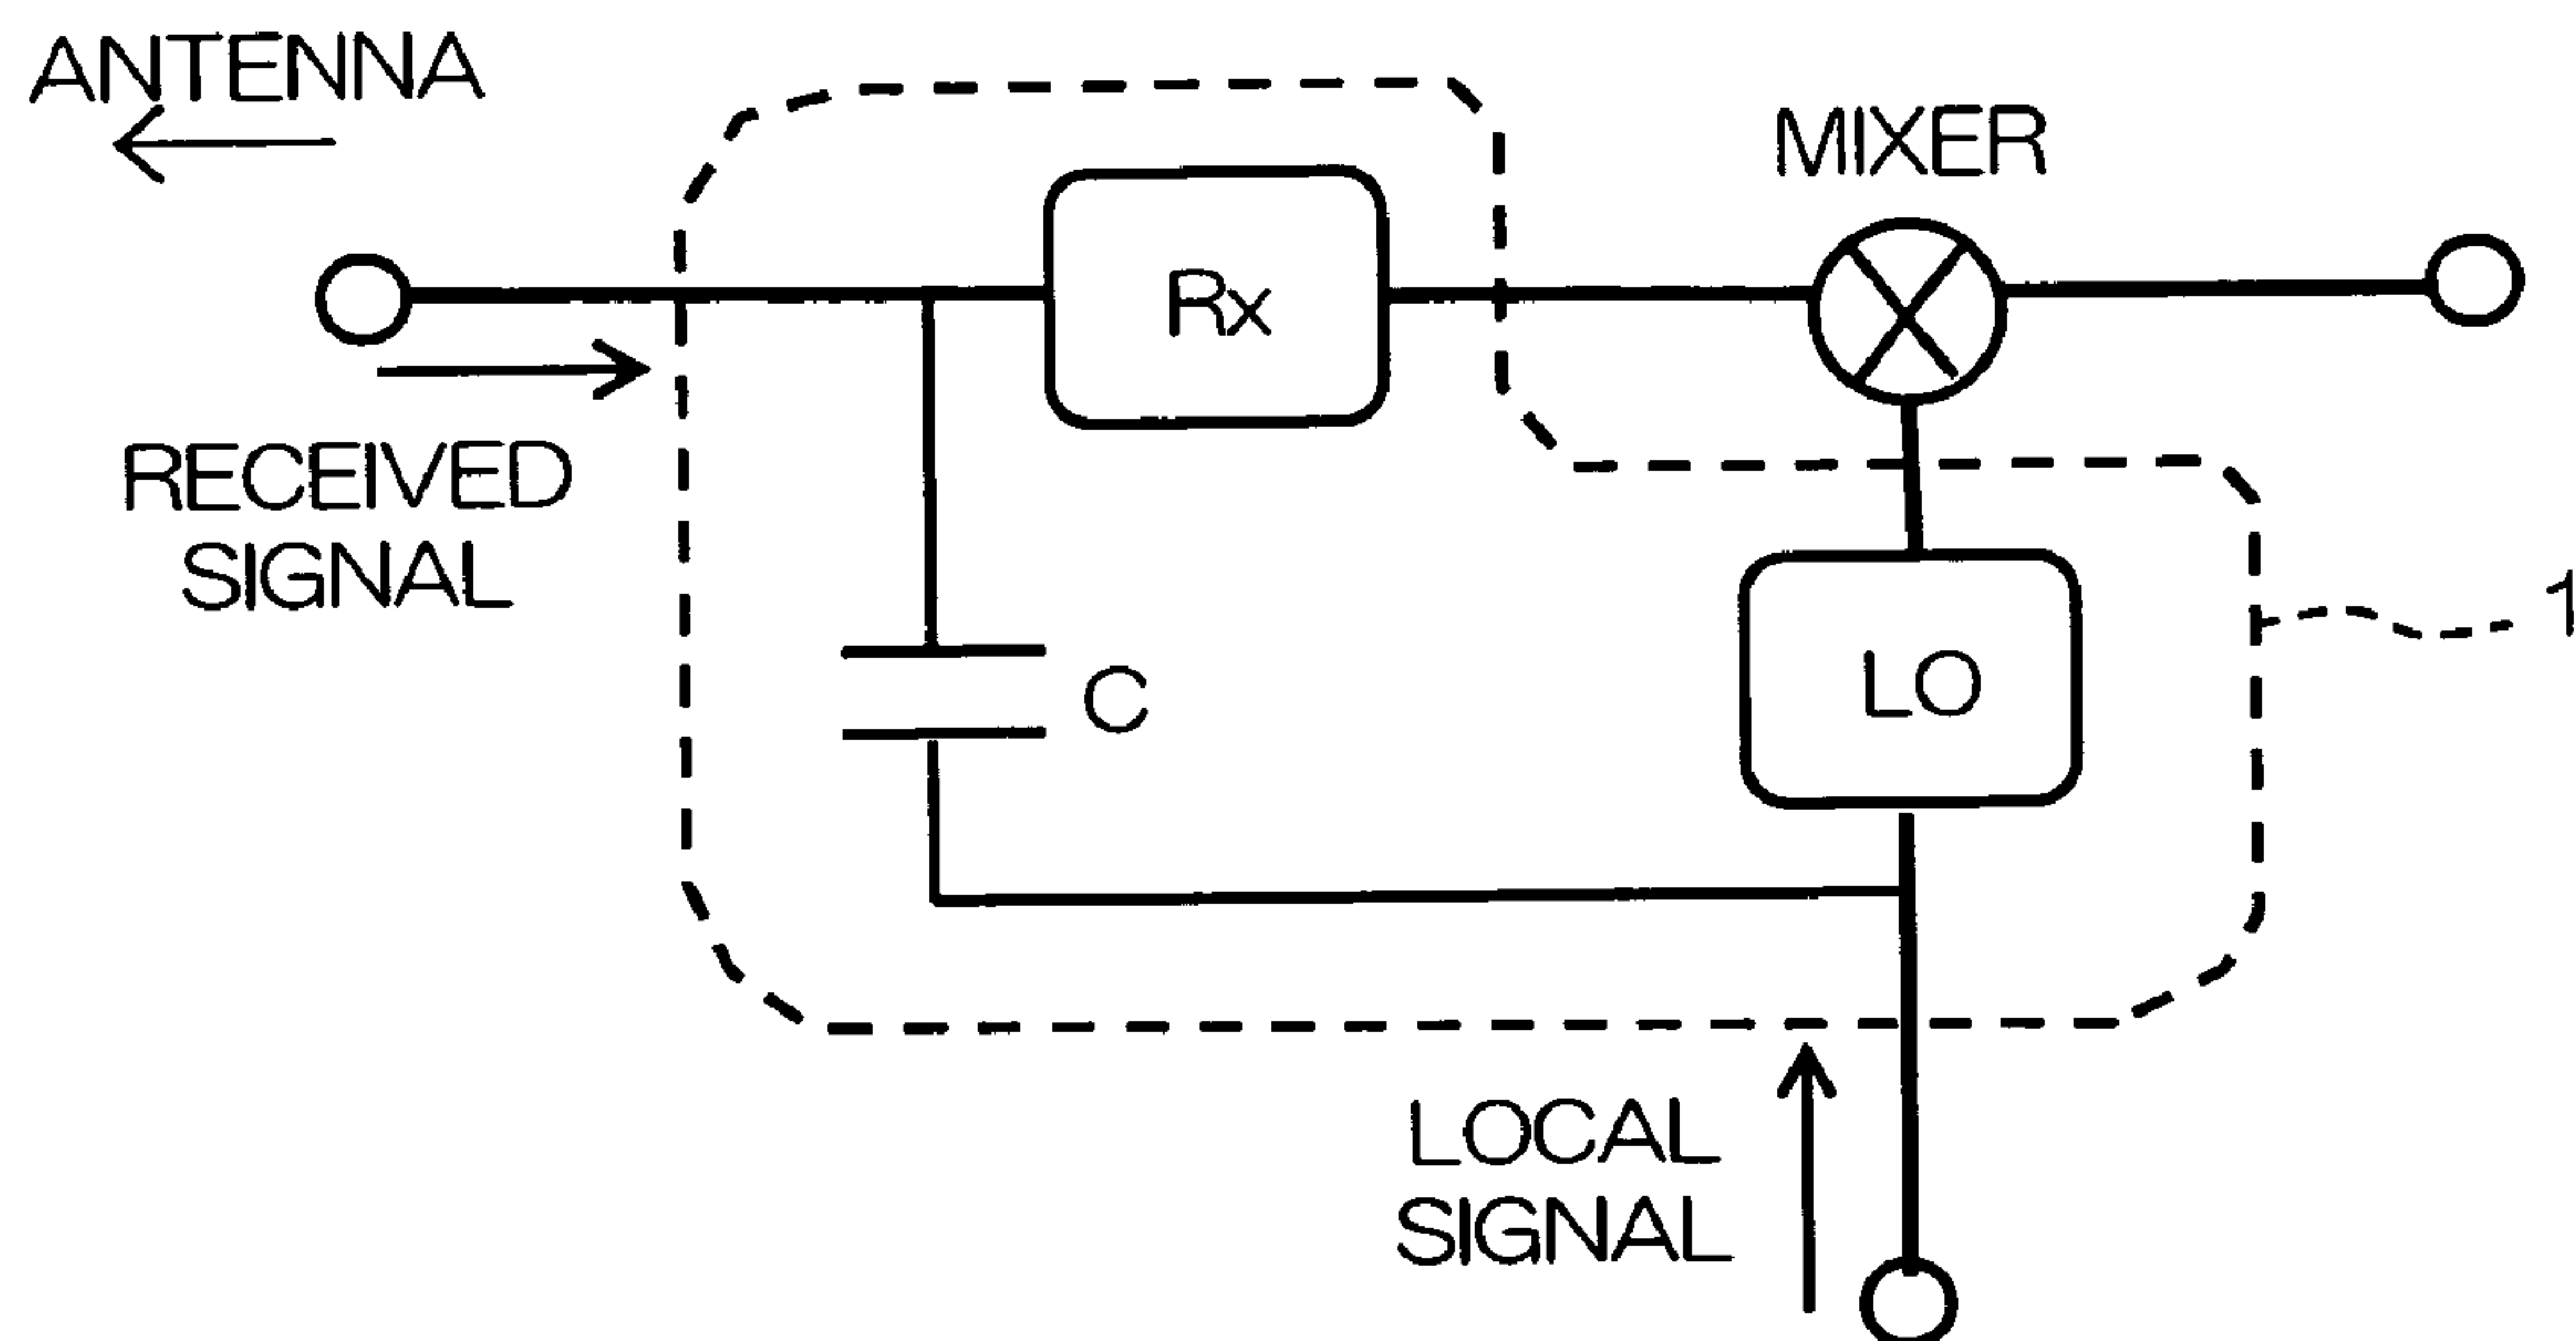 ANTENNA
MIXER
Rx
RECEIVED
SIGNAL
C
LO
1
LOCAL
SIGNAL